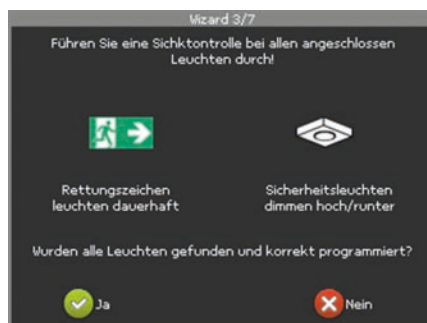 Wizard 3/7
Führen Sie eine Sichktontrolle bei allen angeschlossen
Leuchten durch!
Rettungszeichen
leuchten dauerhaft
Sicherheitsleuchten
dimmen hoch/runter
Wurden alle Leuchten gefunden und korrekt programmiert?
Ja
Nein